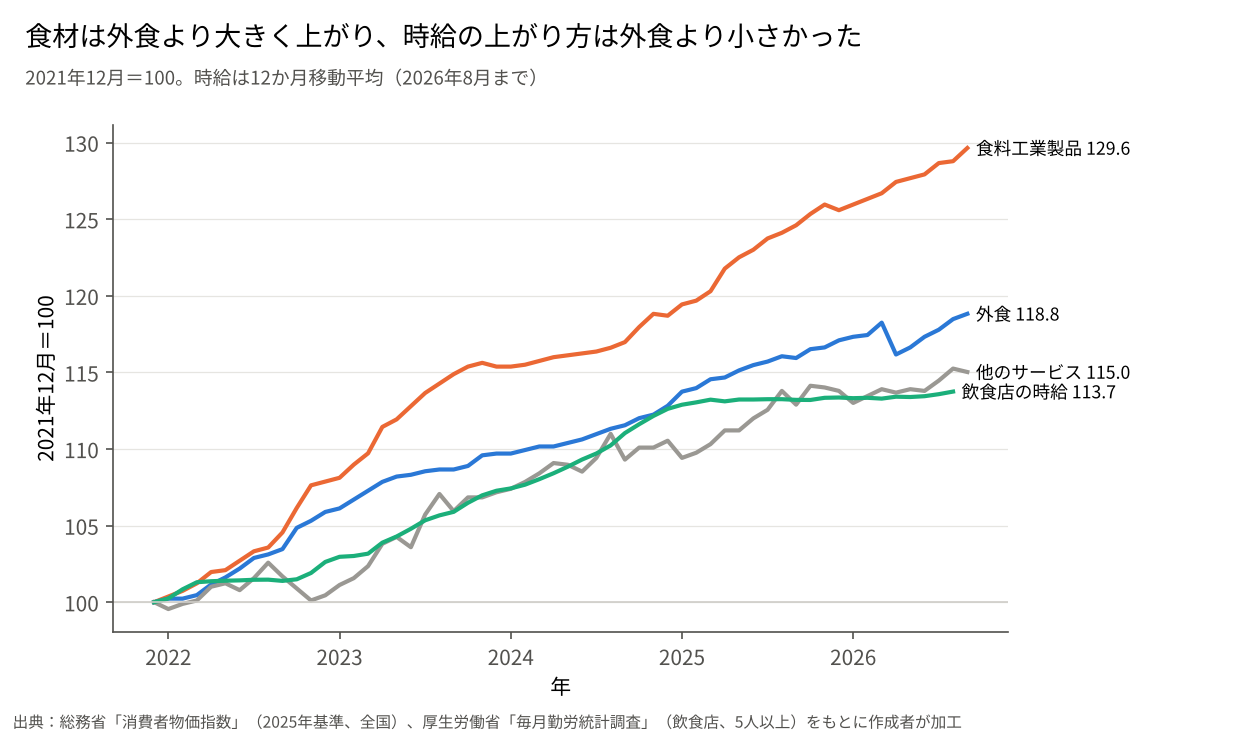 食材は外食より大きく上がり、時給の上がり方は外食より小さかった
2021年12月＝100。時給は12か月移動平均（2026年8月まで）
2021年12月＝100
130
125
120
115
110
105
100
食料工業製品 129.6
外食 118.8
他のサービス 115.0
飲食店の時給 113.7
2022
2023
2024
2025
2026
年
出典：総務省「消費者物価指数」（2025年基準、全国）、厚生労働省「毎月勤労統計調査」（飲食店、5人以上）をもとに作成者が加工